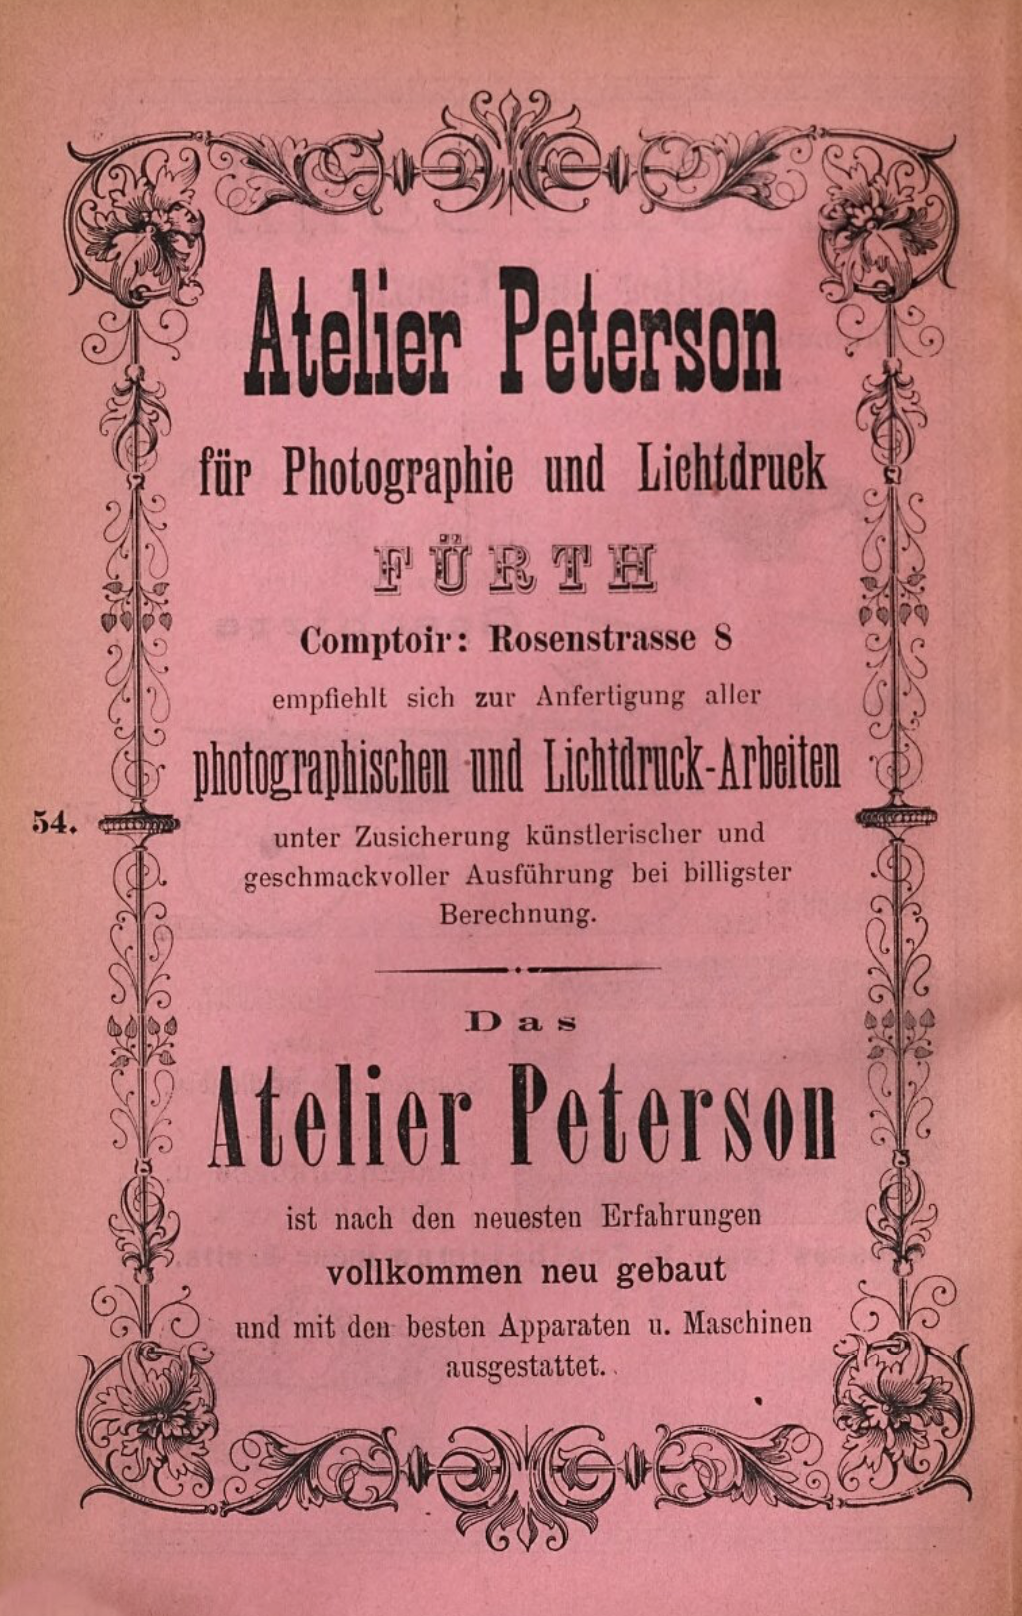 Atelier Peterson
für Photographie und Lichtdruck
FÜRTH
Comptoir: Rosenstrasse 8
empfiehlt sich zur Anfertigung aller
photographischen und Lichtdruck-Arbeiten
54.
unter Zusicherung künstlerischer und
geschmackvoller Ausführung bei billigster
Berechnung.
Das
Atelier Peterson
ist nach den neuesten Erfahrungen
vollkommen neu gebaut
und mit den besten Apparaten u. Maschinen
ausgestattet.